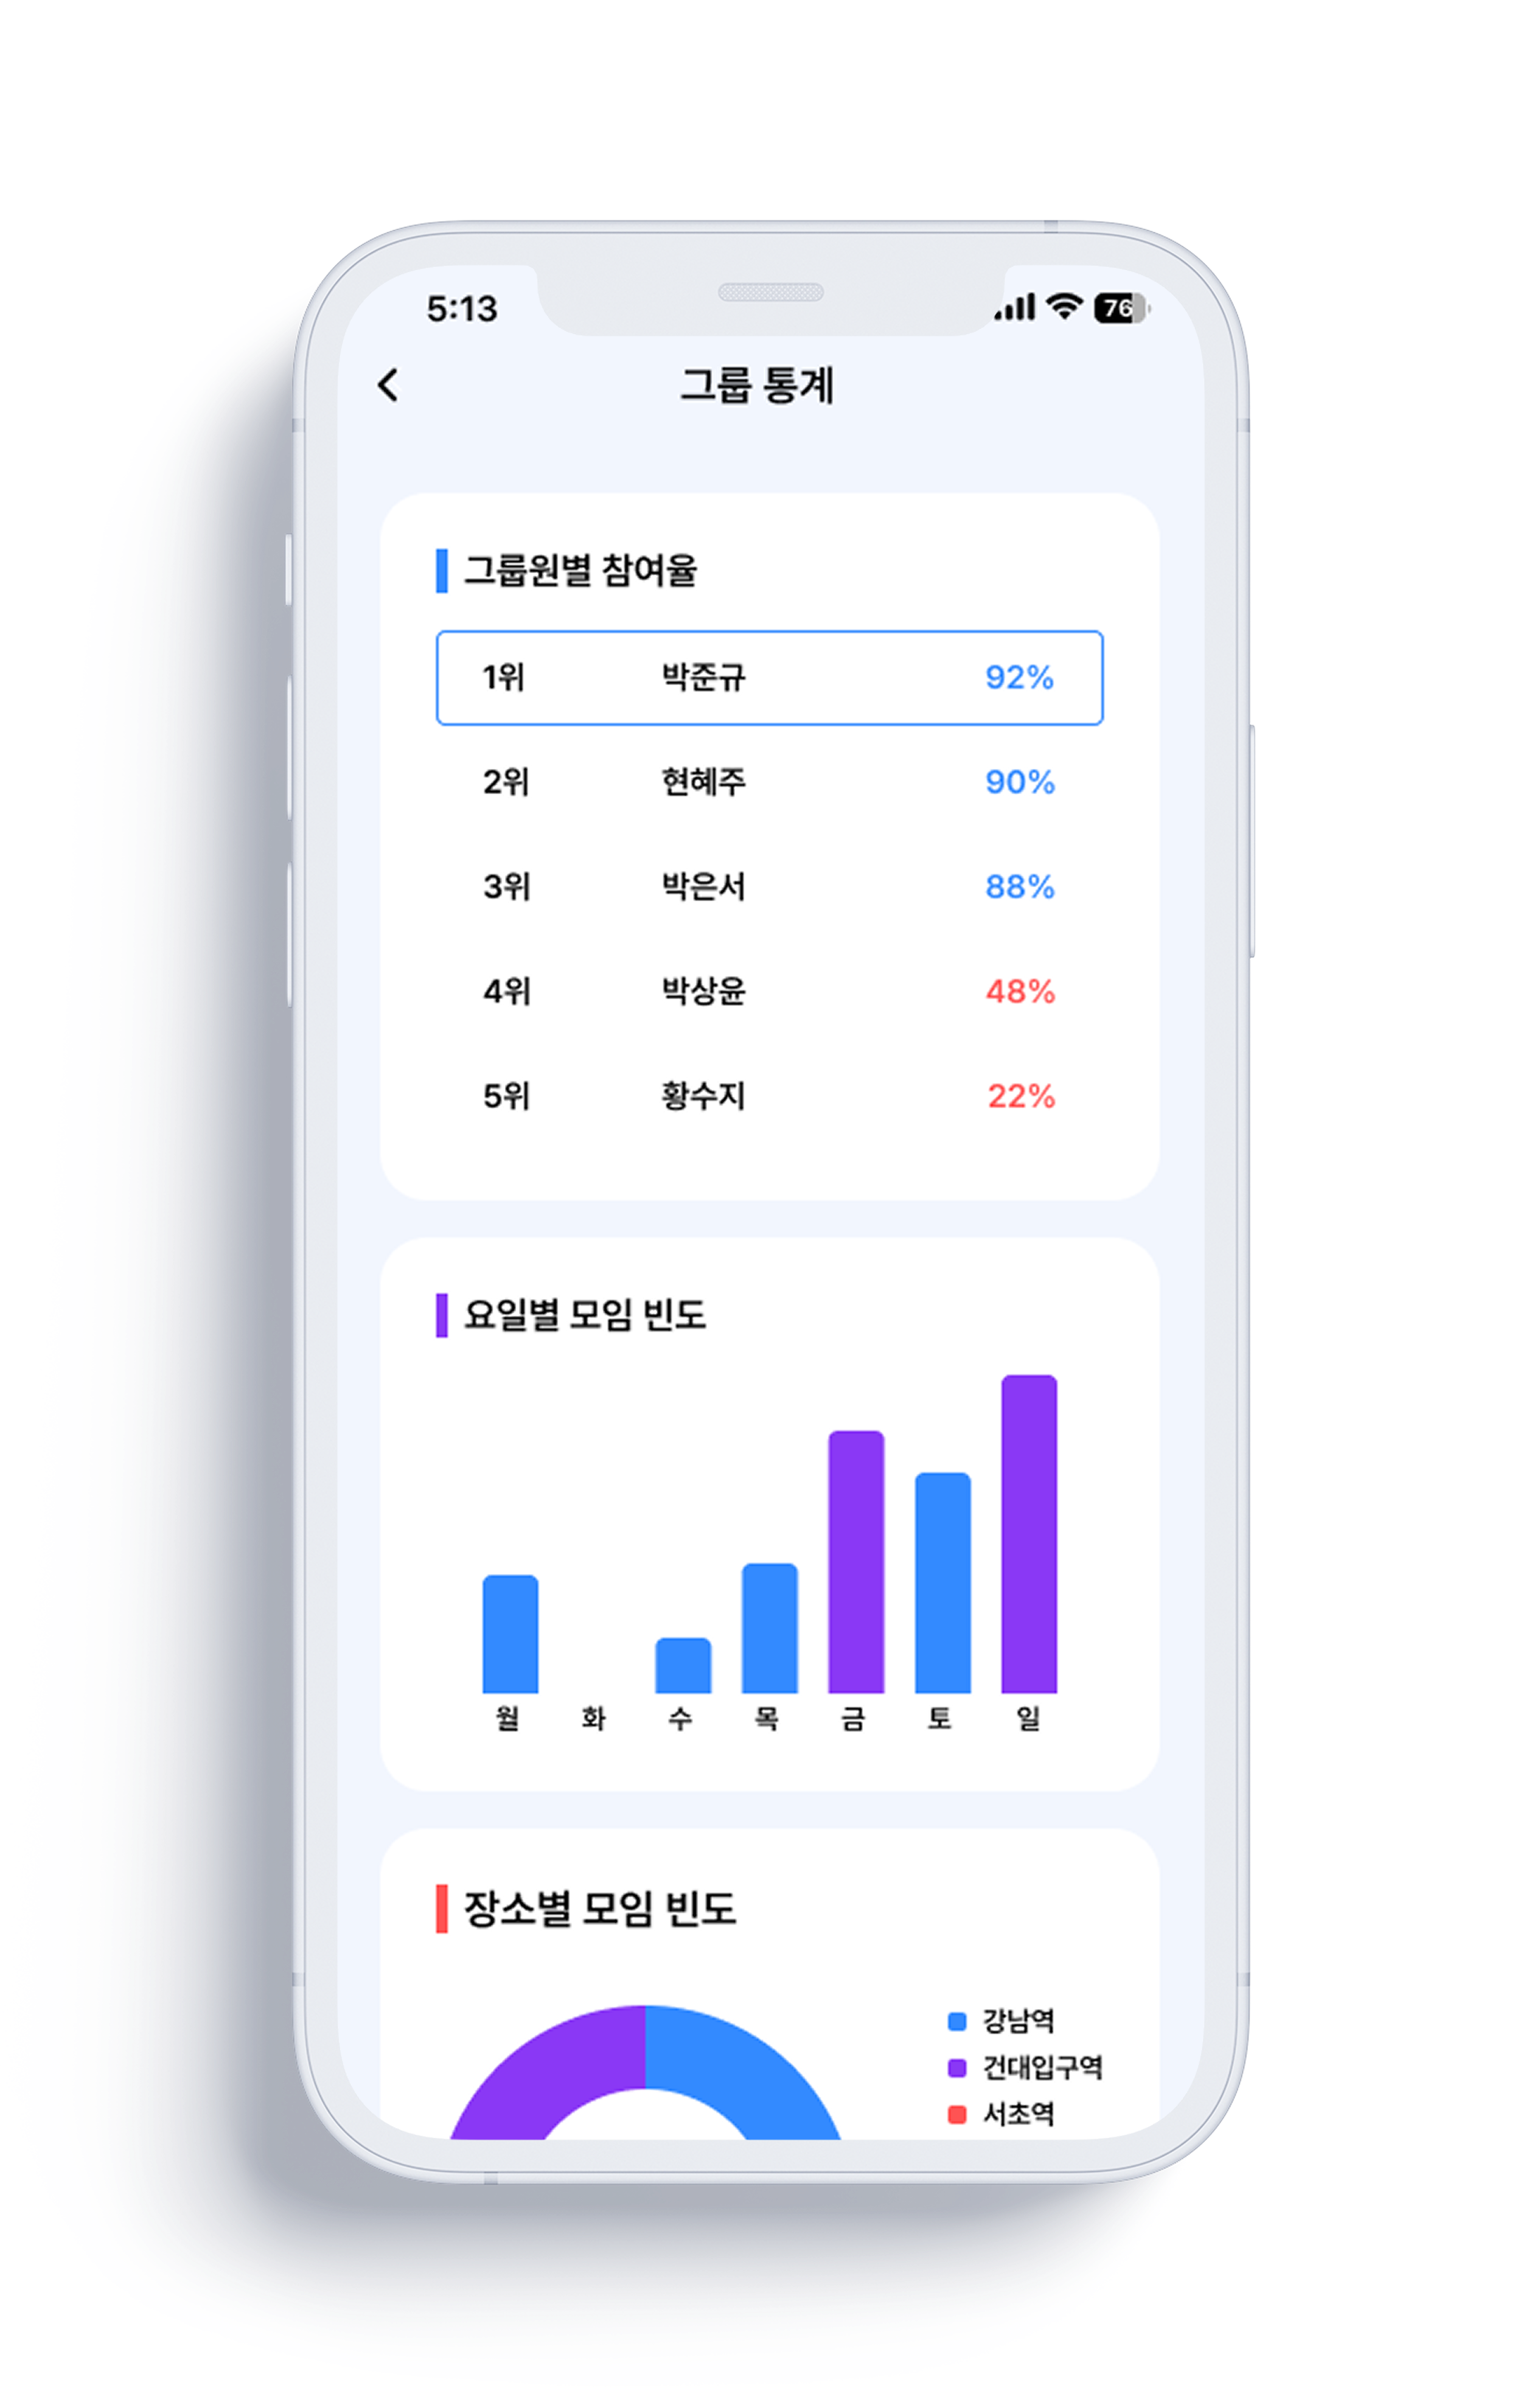 5:13 76
그룹 통계
그룹원별 참여율
1위 박준규 92%
2위 현혜주 90%
3위 박은서 88%
4위 박상윤 48%
5위 황수지 22%
요일별 모임 빈도
월 화 수 목 금 토 일
장소별 모임 빈도
강남역
건대입구역
서초역